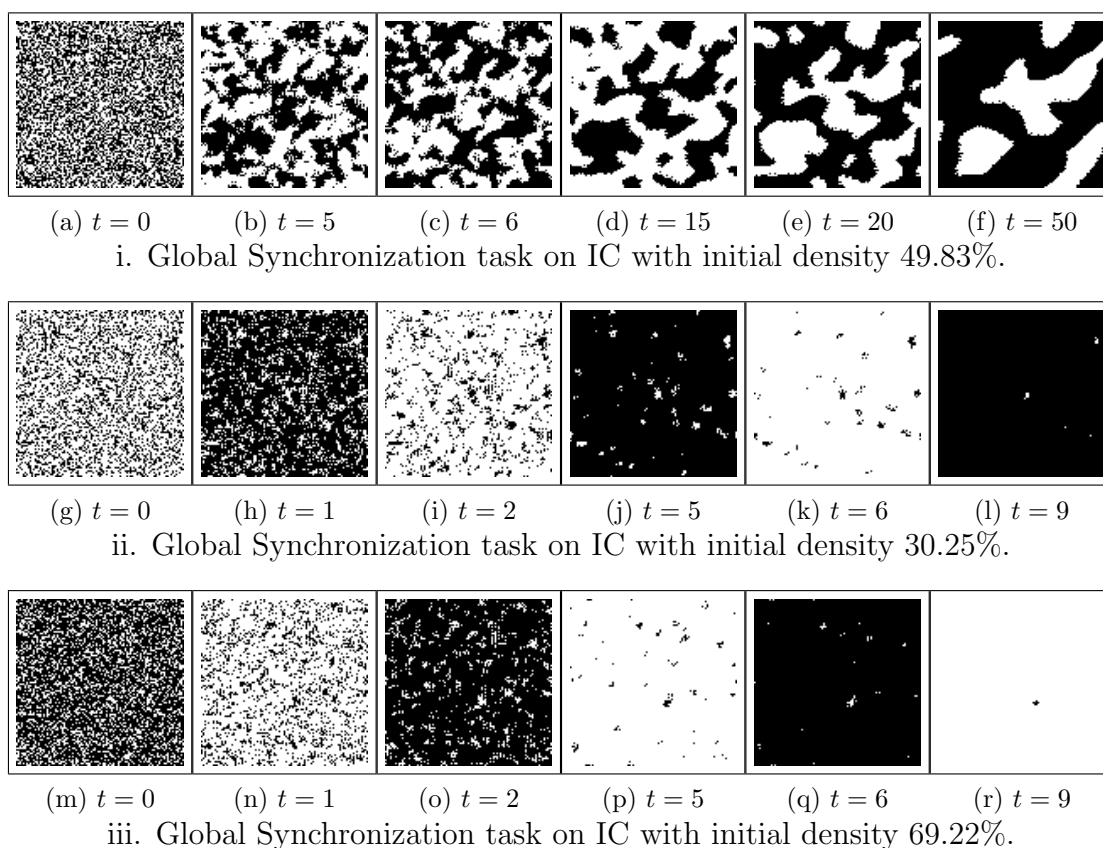 (a) t = 0 (b) t = 5 (c) t = 6 (d) t = 15 (e) t = 20 (f) t = 50
i. Global Synchronization task on IC with initial density 49.83%.
(g) t = 0 (h) t = 1 (i) t = 2 (j) t = 5 (k) t = 6 (l) t = 9
ii. Global Synchronization task on IC with initial density 30.25%.
(m) t = 0 (n) t = 1 (o) t = 2 (p) t = 5 (q) t = 6 (r) t = 9
iii. Global Synchronization task on IC with initial density 69.22%.